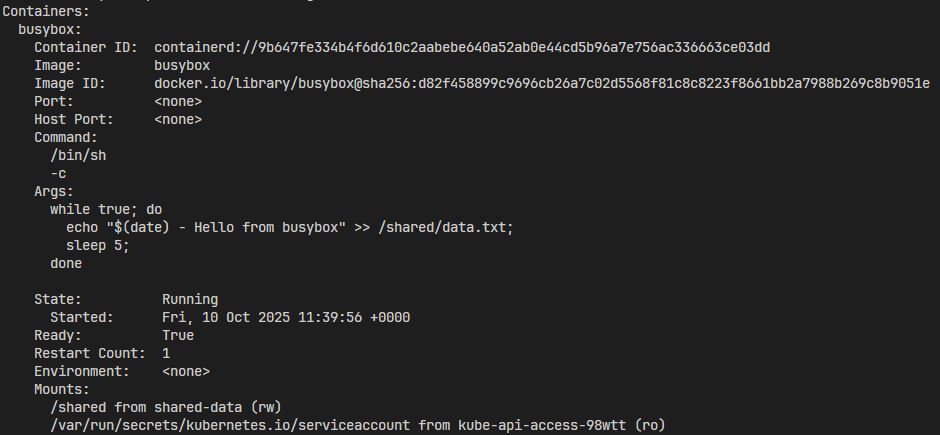 Containers:
  busybox:
    Container ID:  containerd://9b647fe334b4f6d610c2aabebe640a52ab0e44cd5b96a7e756ac336663ce03dd
    Image:         busybox
    Image ID:      docker.io/library/busybox@sha256:d82f458899c9696cb26a7c02d5568f81c8c8223f8661bb2a7988b269c8b9051e
    Port:          <none>
    Host Port:     <none>
    Command:
      /bin/sh
      -c
    Args:
      while true; do
        echo "$(date) - Hello from busybox" >> /shared/data.txt;
        sleep 5;
      done
    State:          Running
      Started:      Fri, 10 Oct 2025 11:39:56 +0000
    Ready:          True
    Restart Count:  1
    Environment:    <none>
    Mounts:
      /shared from shared-data (rw)
      /var/run/secrets/kubernetes.io/serviceaccount from kube-api-access-98wtt (ro)